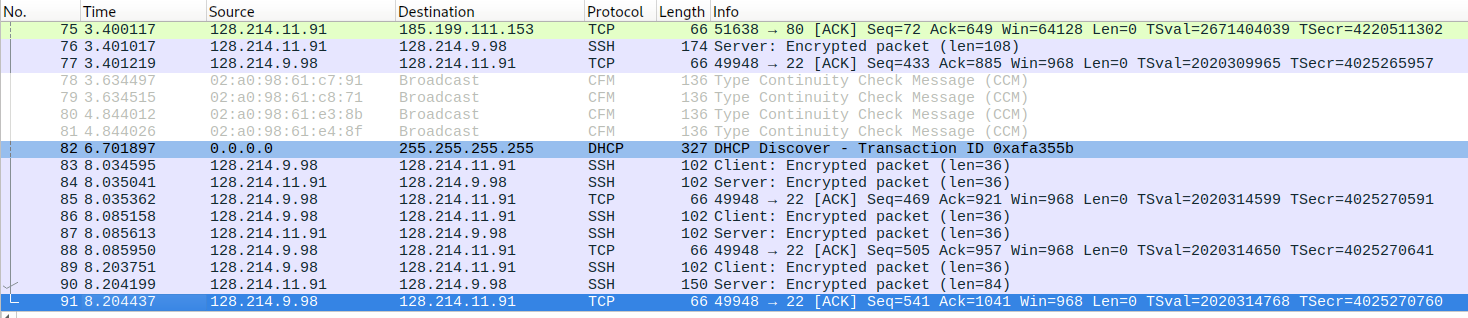 No. Time Source Destination Protocol Length Info
75 3.400117 128.214.11.91 185.199.111.153 TCP 66 51638 → 80 [ACK] Seq=72 Ack=649 Win=64128 Len=0 TSval=2671404039 TSecr=4220511302
76 3.401017 128.214.11.91 128.214.9.98 SSH 174 Server: Encrypted packet (len=108)
77 3.401219 128.214.9.98 128.214.11.91 TCP 66 49948 → 22 [ACK] Seq=433 Ack=885 Win=968 Len=0 TSval=2020309965 TSecr=4025265957
78 3.634497 02:a0:98:61:c7:91 Broadcast CFM 136 Type Continuity Check Message (CCM)
79 3.634515 02:a0:98:61:c8:71 Broadcast CFM 136 Type Continuity Check Message (CCM)
80 4.844012 02:a0:98:61:e3:8b Broadcast CFM 136 Type Continuity Check Message (CCM)
81 4.844026 02:a0:98:61:e4:8f Broadcast CFM 136 Type Continuity Check Message (CCM)
82 6.701897 0.0.0.0 255.255.255.255 DHCP 327 DHCP Discover - Transaction ID 0xafa355b
83 8.034595 128.214.9.98 128.214.11.91 SSH 102 Client: Encrypted packet (len=36)
84 8.035041 128.214.11.91 128.214.9.98 SSH 102 Server: Encrypted packet (len=36)
85 8.035362 128.214.9.98 128.214.11.91 TCP 66 49948 → 22 [ACK] Seq=469 Ack=921 Win=968 Len=0 TSval=2020314599 TSecr=4025270591
86 8.085158 128.214.9.98 128.214.11.91 SSH 102 Client: Encrypted packet (len=36)
87 8.085613 128.214.11.91 128.214.9.98 SSH 102 Server: Encrypted packet (len=36)
88 8.085950 128.214.9.98 128.214.11.91 TCP 66 49948 → 22 [ACK] Seq=505 Ack=957 Win=968 Len=0 TSval=2020314650 TSecr=4025270641
89 8.203751 128.214.9.98 128.214.11.91 SSH 102 Client: Encrypted packet (len=36)
90 8.204199 128.214.11.91 128.214.9.98 SSH 150 Server: Encrypted packet (len=84)
91 8.204437 128.214.9.98 128.214.11.91 TCP 66 49948 → 22 [ACK] Seq=541 Ack=1041 Win=968 Len=0 TSval=2020314768 TSecr=4025270760